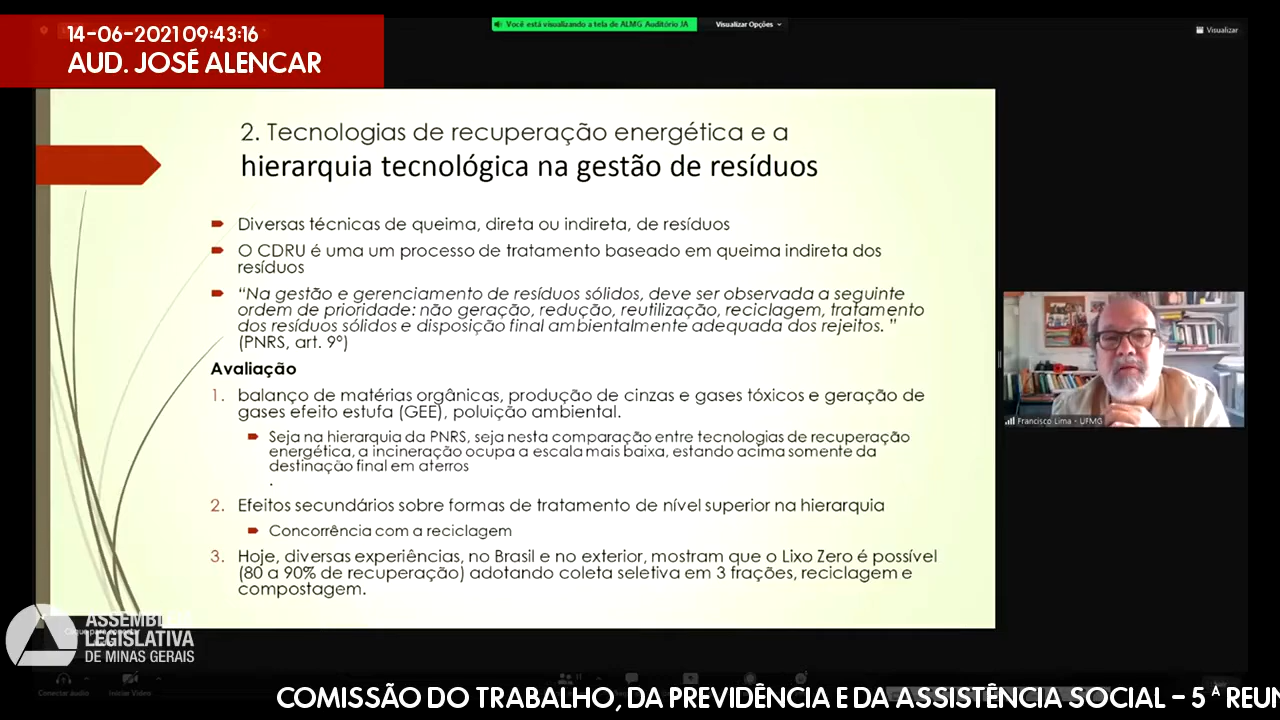 14-06-2021 09:43:16
AUD. JOSÉ ALENCAR
Você está visualizando a tela de ALMG Auditório JA
Visualizar Opções
Visualizar
2. Tecnologias de recuperação energética e a
hierarquia tecnológica na gestão de resíduos
Diversas técnicas de queima, direta ou indireta, de resíduos
O CDRU é uma um processo de tratamento baseado em queima indireta dos
resíduos
“Na gestão e gerenciamento de resíduos sólidos, deve ser observada a seguinte
ordem de prioridade: não geração, redução, reutilização, reciclagem, tratamento
dos resíduos sólidos e disposição final ambientalmente adequada dos rejeitos. ”
(PNRS, art. 9º)
Avaliação
1. balanço de matérias orgânicas, produção de cinzas e gases tóxicos e geração de
gases efeito estufa (GEE), poluição ambiental.
Seja na hierarquia da PNRS, seja nesta comparação entre tecnologias de recuperação
energética, a incineração ocupa a escala mais baixa, estando acima somente da
destinação final em aterros
.
2. Efeitos secundários sobre formas de tratamento de nível superior na hierarquia
Concorrência com a reciclagem
3. Hoje, diversas experiências, no Brasil e no exterior, mostram que o Lixo Zero é possível
(80 a 90% de recuperação) adotando coleta seletiva em 3 frações, reciclagem e
compostagem.
Francisco Lima - UFMG
ASSEMBLEIA
LEGISLATIVA
DE MINAS GERAIS
Conectar áudio
Iniciar Vídeo
COMISSÃO DO TRABALHO, DA PREVIDÊNCIA E DA ASSISTÊNCIA SOCIAL – 5 ª REUN